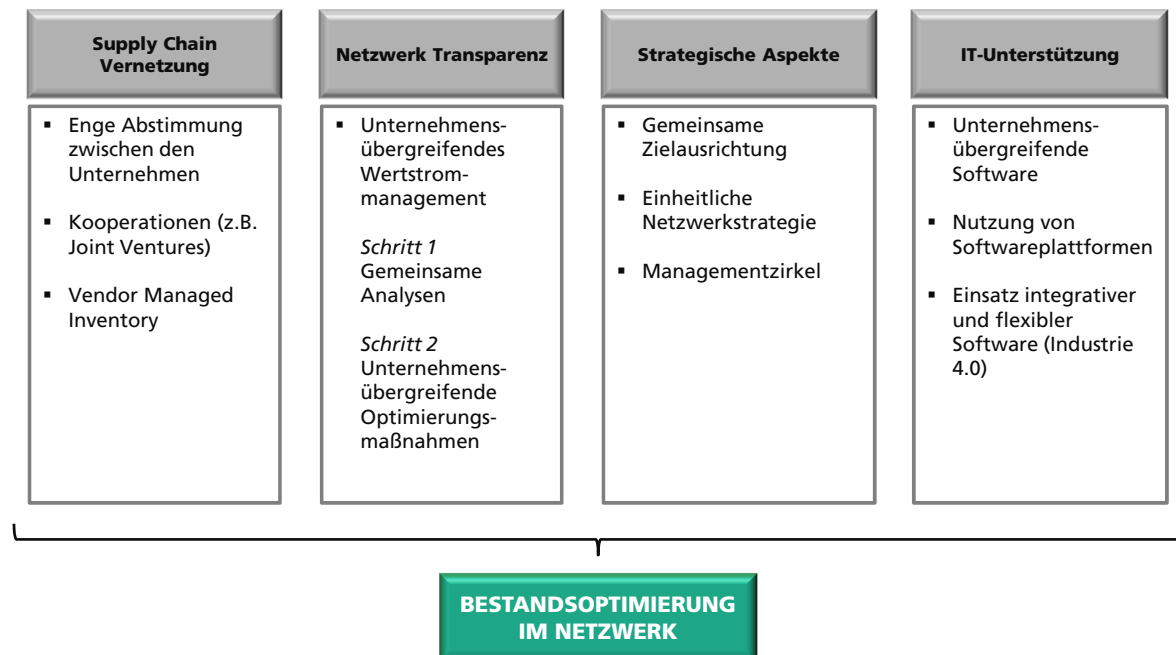 Supply Chain
Vernetzung
▪ Enge Abstimmung
zwischen den
Unternehmen
▪ Kooperationen (z.B.
Joint Ventures)
▪ Vendor Managed
Inventory
Netzwerk Transparenz
▪ Unternehmens-
übergreifendes
Wertstrom-
management
Schritt 1
Gemeinsame
Analysen
Schritt 2
Unternehmens-
übergreifende
Optimierungs-
maßnahmen
Strategische Aspekte
▪ Gemeinsame
Zielausrichtung
▪ Einheitliche
Netzwerkstrategie
▪ Managementzirkel
IT-Unterstützung
▪ Unternehmens-
übergreifende
Software
▪ Nutzung von
Softwareplattformen
▪ Einsatz integrativer
und flexibler
Software (Industrie
4.0)
BESTANDSOPTIMIERUNG
IM NETZWERK